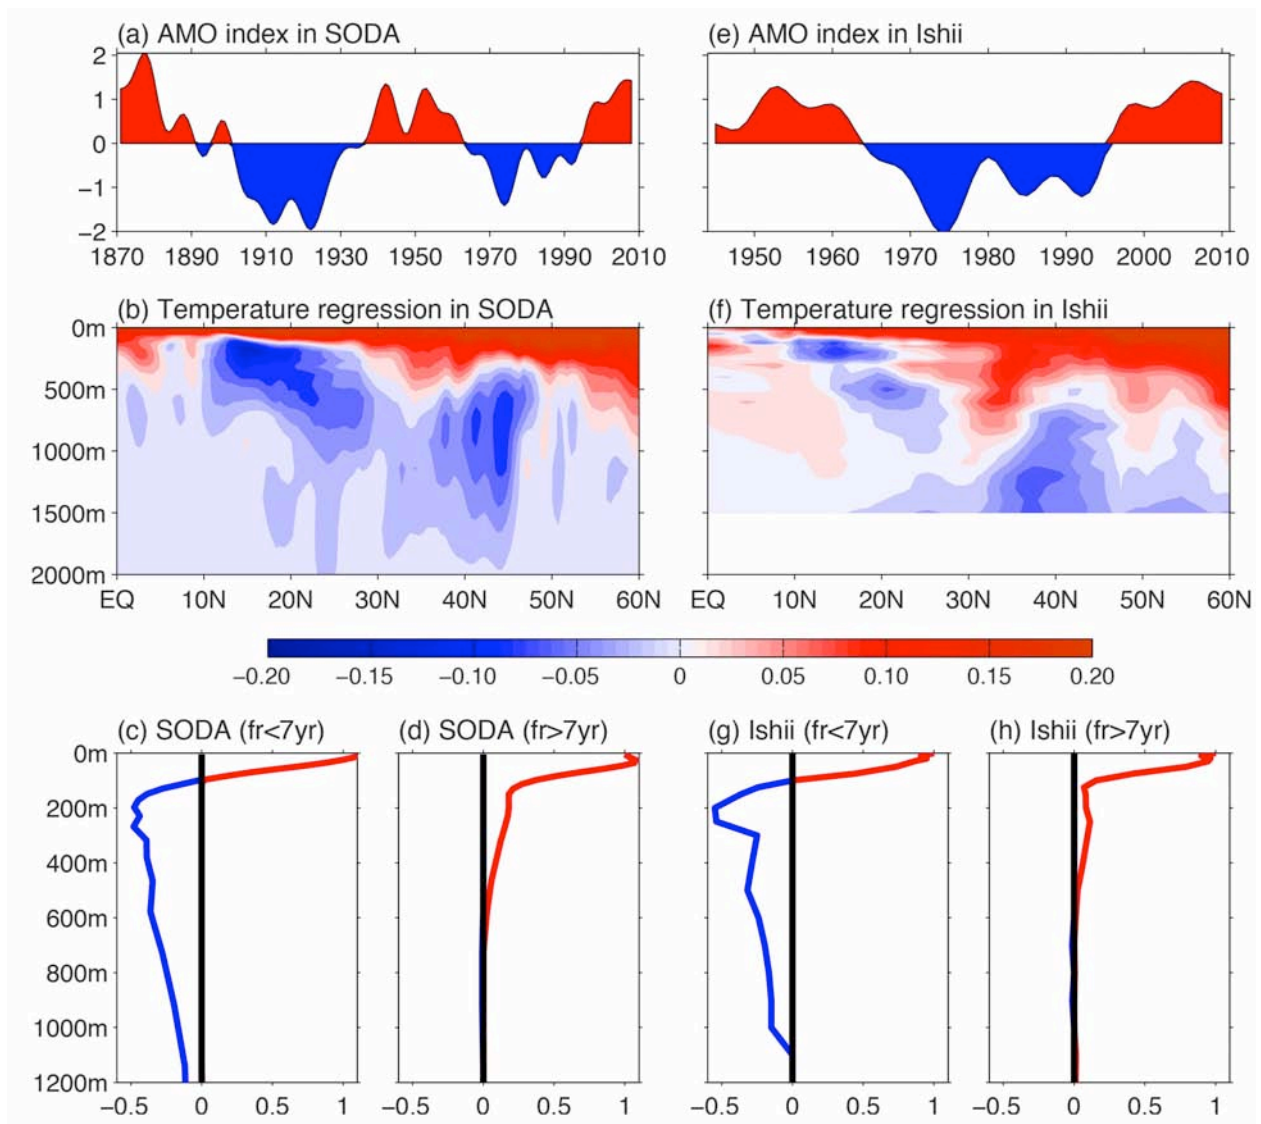 (a) AMO index in SODA
(e) AMO index in Ishii
2
1
0
−1
−2
1870 1890 1910 1930 1950 1970 1990 2010
1950 1960 1970 1980 1990 2000 2010
(b) Temperature regression in SODA
(f) Temperature regression in Ishii
0m
500m
1000m
1500m
2000m
EQ 10N 20N 30N 40N 50N 60N
EQ 10N 20N 30N 40N 50N 60N
−0.20 −0.15 −0.10 −0.05 0 0.05 0.10 0.15 0.20
(c) SODA (fr<7yr)
(d) SODA (fr>7yr)
(g) Ishii (fr<7yr)
(h) Ishii (fr>7yr)
0m
200m
400m
600m
800m
1000m
1200m
−0.5 0 0.5 1
−0.5 0 0.5 1
−0.5 0 0.5 1
−0.5 0 0.5 1